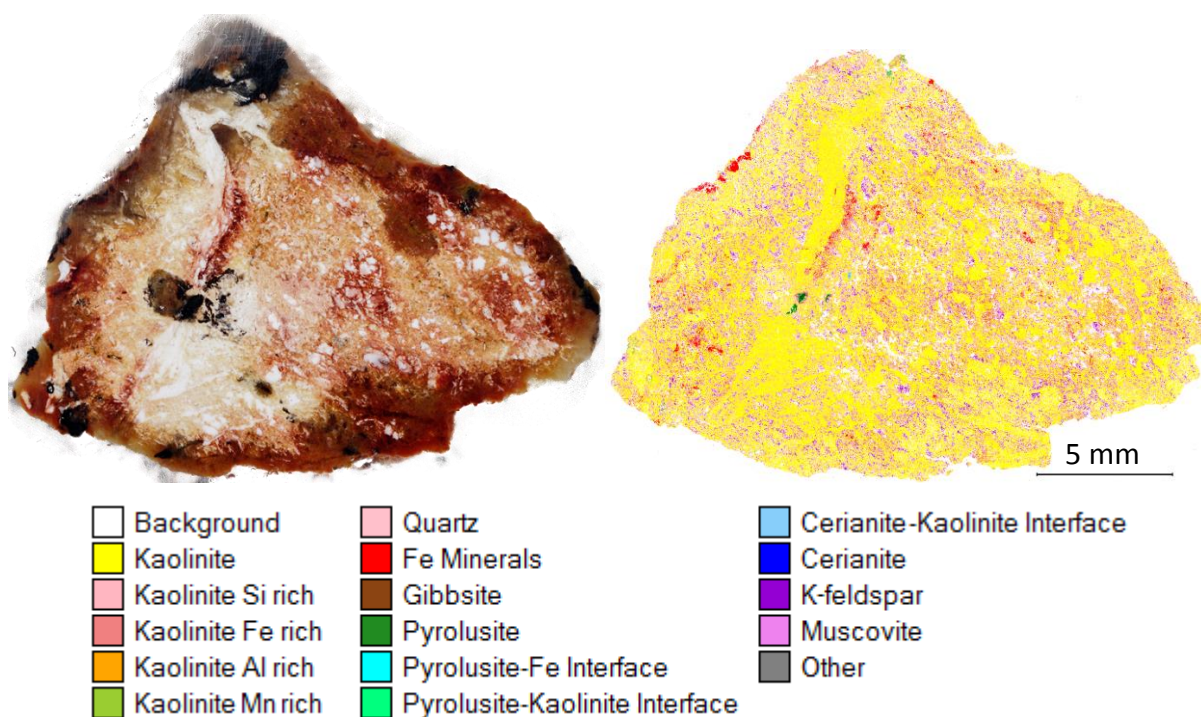 5 mm
Background
Kaolinite
Kaolinite Si rich
Kaolinite Fe rich
Kaolinite Al rich
Kaolinite Mn rich
Quartz
Fe Minerals
Gibbsite
Pyrolusite
Pyrolusite-Fe Interface
Pyrolusite-Kaolinite Interface
Cerianite-Kaolinite Interface
Cerianite
K-feldspar
Muscovite
Other